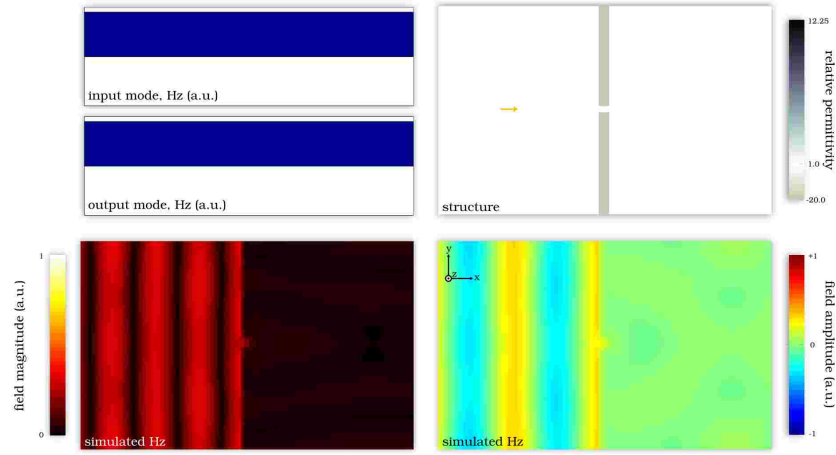 input mode, Hz (a.u.)
output mode, Hz (a.u.)
structure
12.25
1.0
-20.0
relative permittivity
1
0
field magnitude (a.u.)
simulated Hz
y
z
x
simulated Hz
+1
0
-1
field amplitude (a.u.)